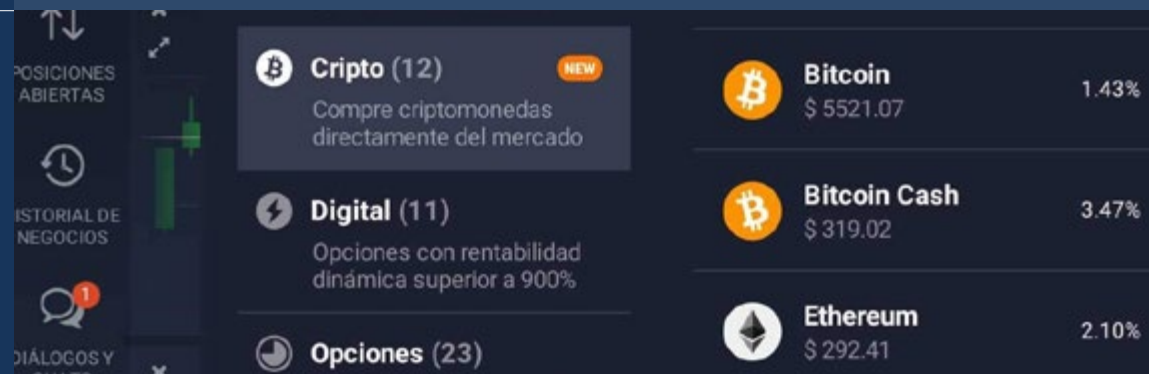 POSICIONES
ABIERTAS
HISTORIAL DE
NEGOCIOS
1
DIÁLOGOS Y
Cripto (12)
NEW
Compre criptomonedas
directamente del mercado
Digital (11)
Opciones con rentabilidad
dinámica superior a 900%
Opciones (23)
Bitcoin
1.43%
$ 5521.07
Bitcoin Cash
3.47%
$ 319.02
Ethereum
2.10%
$ 292.41